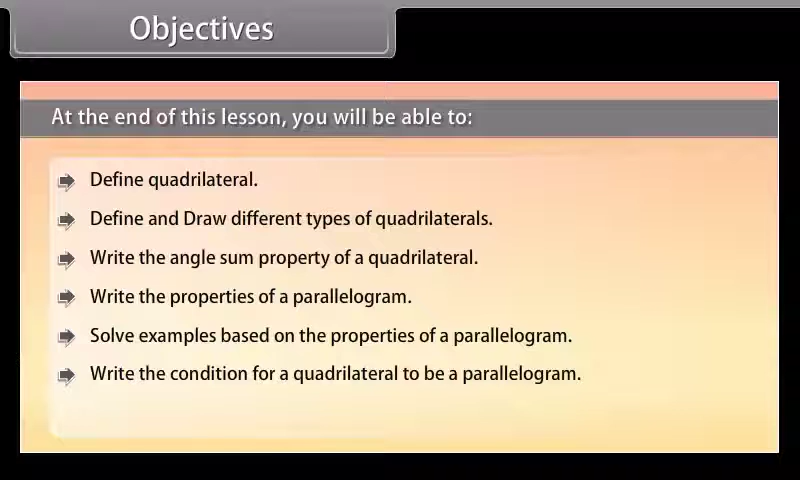 Objectives
At the end of this lesson, you will be able to:
Define quadrilateral.
Define and Draw different types of quadrilaterals.
Write the angle sum property of a quadrilateral.
Write the properties of a parallelogram.
Solve examples based on the properties of a parallelogram.
Write the condition for a quadrilateral to be a parallelogram.